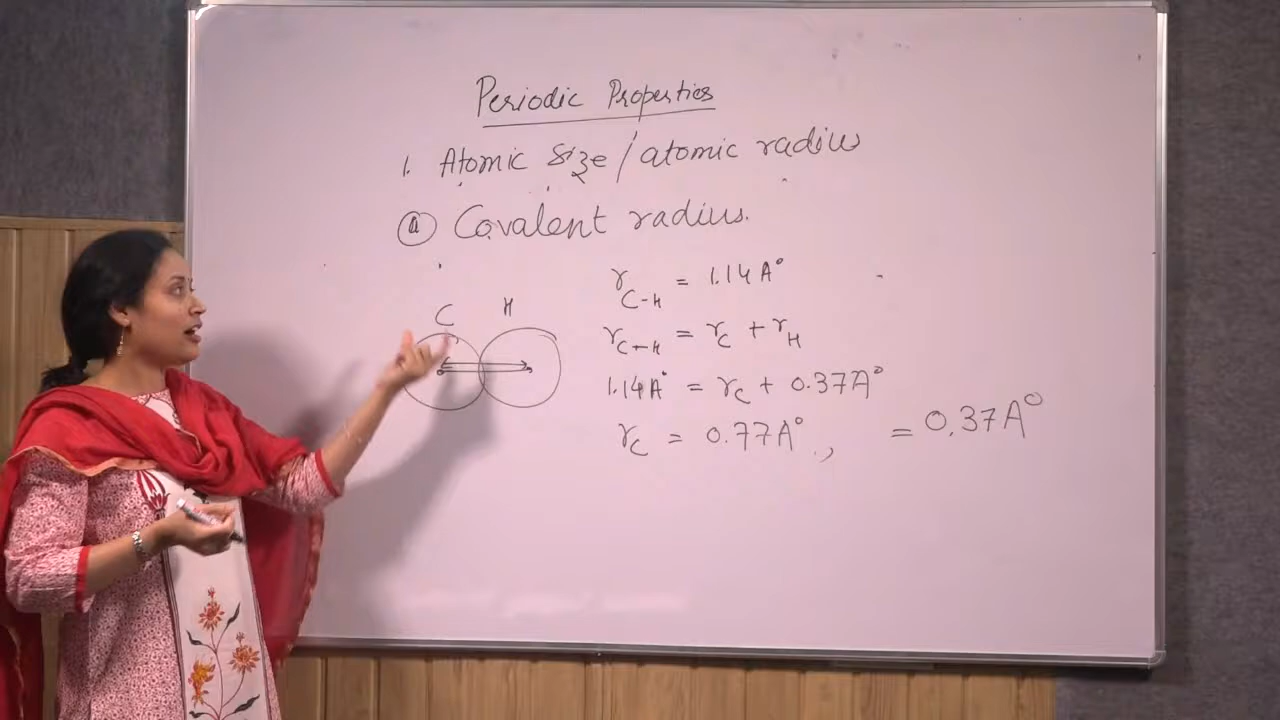 Periodic Properties
1. Atomic size / atomic radius
(a) Covalent radius.
C H
r C-H = 1.14 A°
r C-H = r C + r H
1.14 A° = r C + 0.37 A°
r C = 0.77 A° , = 0.37 A°